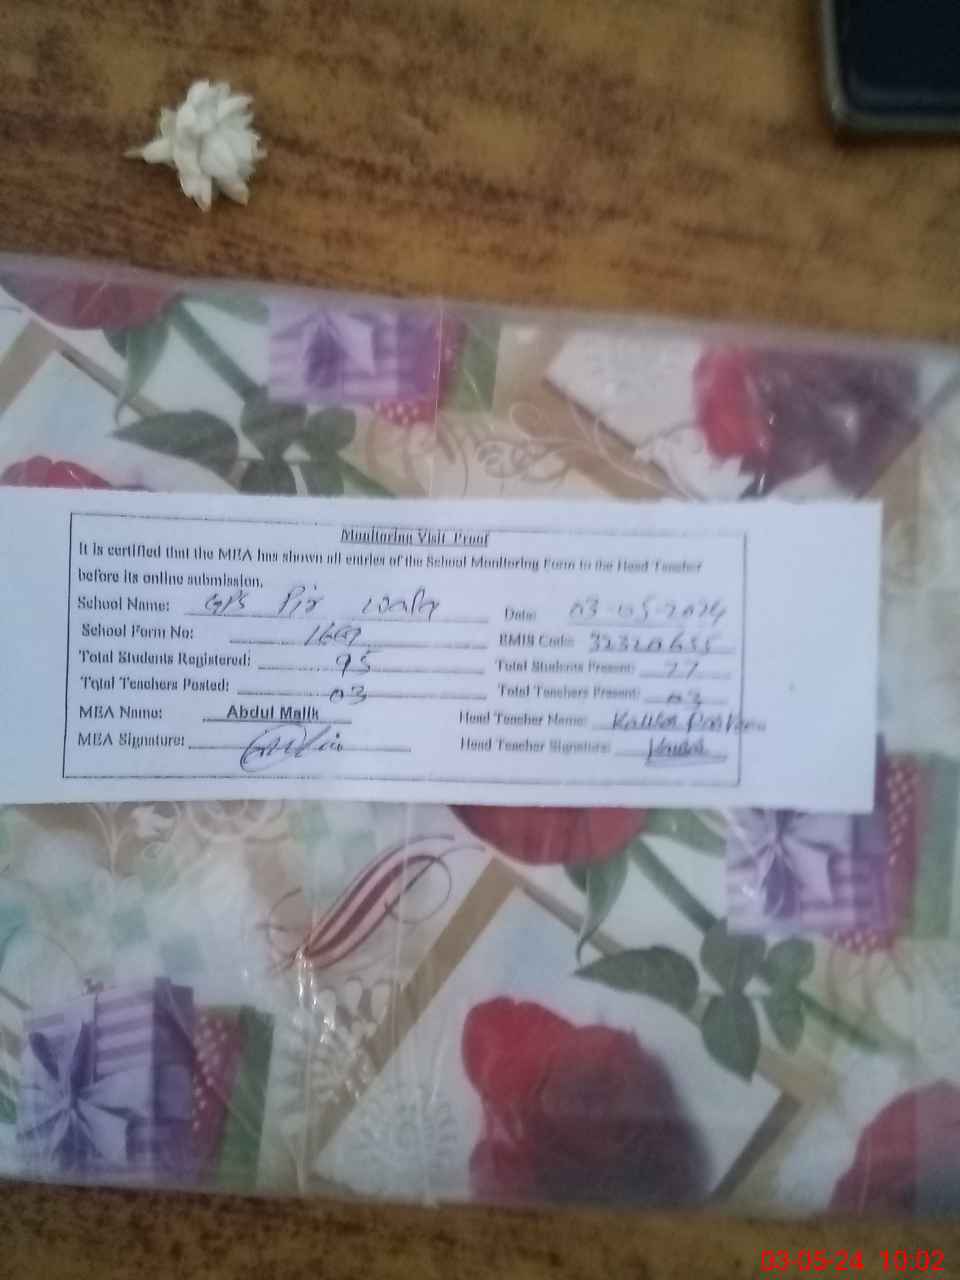 Monitoring Visit Proof
It is certified that the MEA has shown all entries of the School Monitoring Form to the Head Teacher
before its online submission.
School Name: GPS Pir wala Date: 03-05-2024
School Form No: EMIS Code: 32320655
Total Students Registered: 95 Total Students Present: 77
Total Teachers Posted: 03 Total Teachers Present: 03
MEA Name: Abdul Malik Head Teacher Name:
MEA Signature: Head Teacher Signature:
03-05-24 10:02